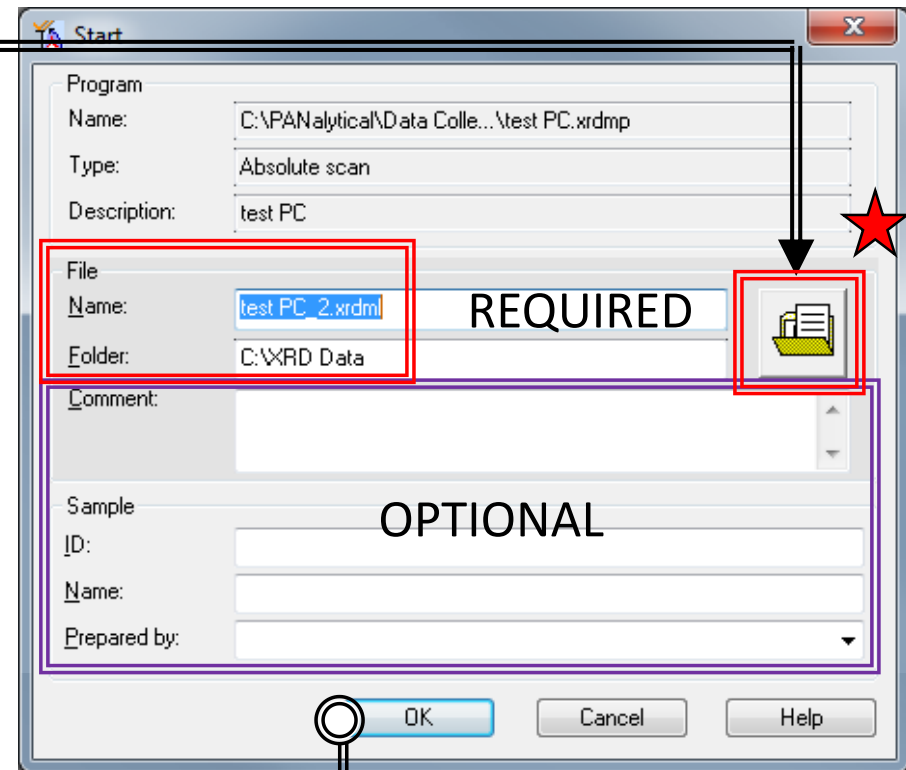 Start
Program
Name: C:\PANalytical\Data Colle...\test PC.xrdmp
Type: Absolute scan
Description: test PC
File
Name: test PC_2.xrdml REQUIRED
Folder: C:\XRD Data
Comment:
Sample
OPTIONAL
ID:
Name:
Prepared by:
OK Cancel Help